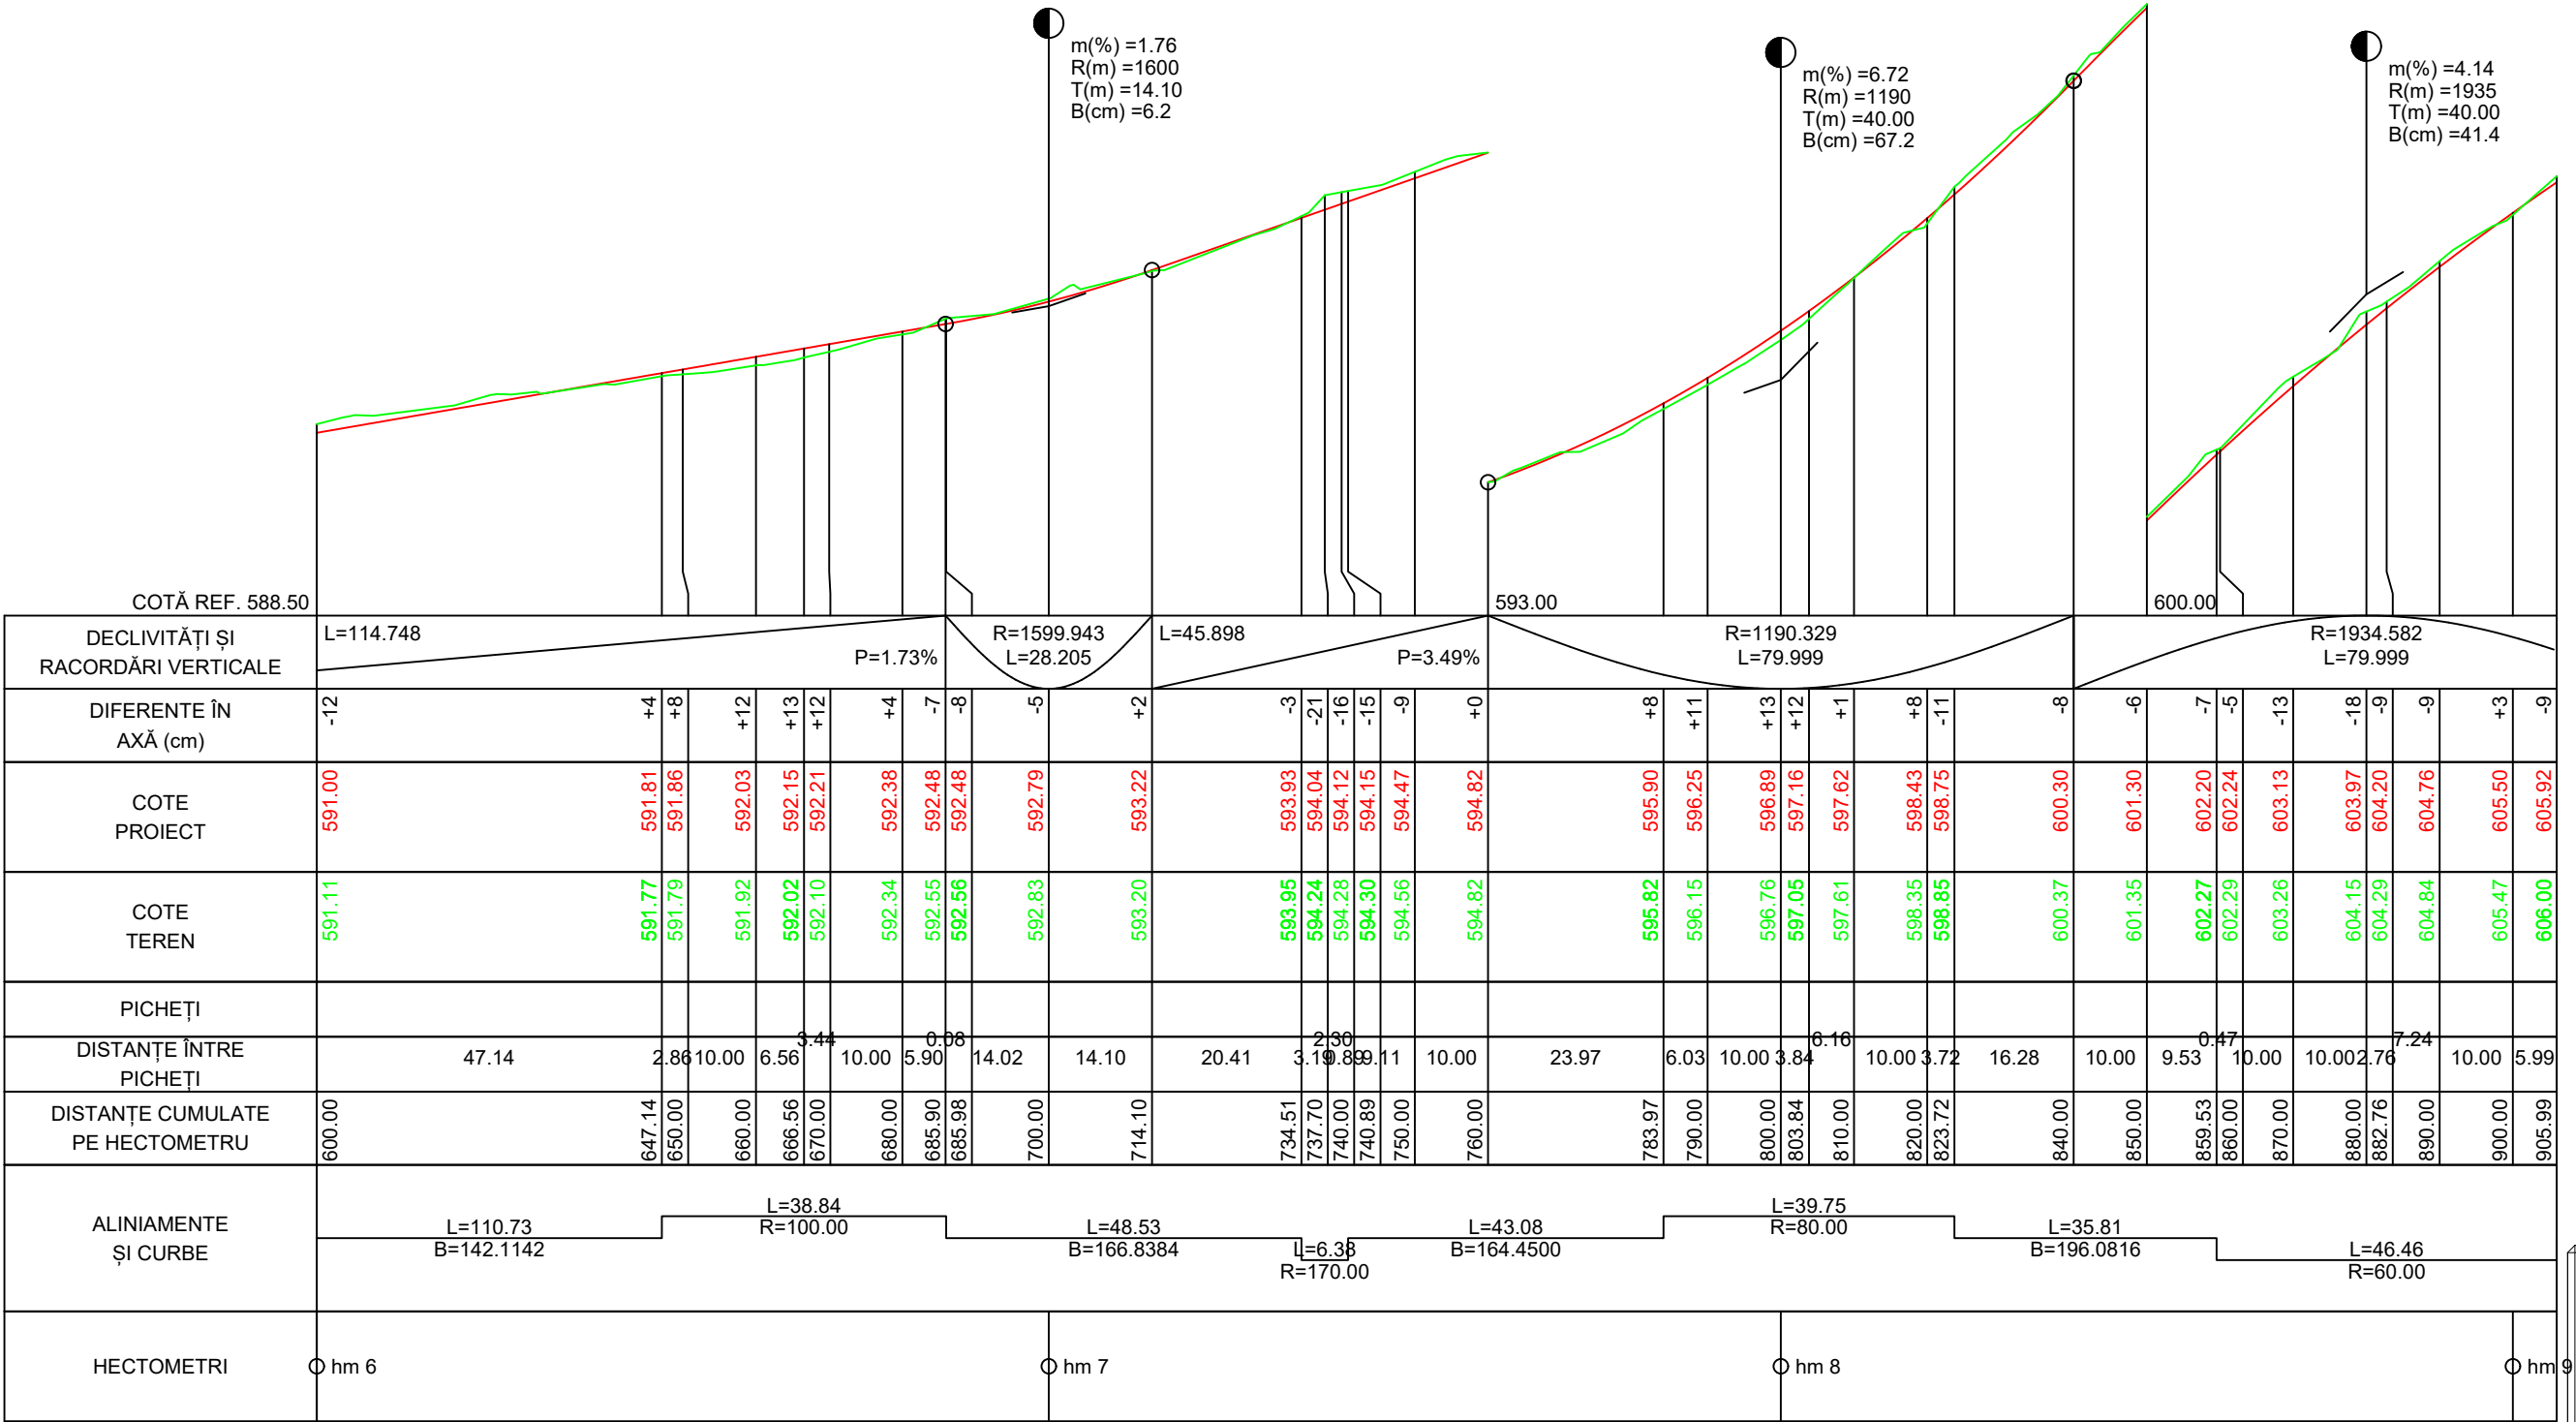 m(%) =1.76
R(m) =1600
T(m) =14.10
B(cm) =6.2
m(%) =6.72
R(m) =1190
T(m) =40.00
B(cm) =67.2
m(%) =4.14
R(m) =1935
T(m) =40.00
B(cm) =41.4
COTĂ REF. 588.50
593.00
600.00
DECLIVITĂȚI ȘI
RACORDĂRI VERTICALE
L=114.748
P=1.73%
R=1599.943
L=28.205
L=45.898
P=3.49%
R=1190.329
L=79.999
R=1934.582
L=79.999
DIFERENTE ÎN
AXĂ (cm)
-12 +4 +8 +12 +13 +12 +4 -7 -8 -5 +2 -3 -21 -16 -15 -9 +0 +8 +11 +13 +12 +1 +8 -11 -8 -6 -7 -5 -13 -18 -9 -9 +3 -9
COTE
PROIECT
591.00 591.81 591.86 592.03 592.15 592.21 592.38 592.48 592.48 592.79 593.22 593.93 594.04 594.12 594.15 594.47 594.82 595.90 596.25 596.89 597.16 597.62 598.43 598.75 600.30 601.30 602.20 602.24 603.13 603.97 604.20 604.76 605.50 605.92
COTE
TEREN
591.11 591.77 591.79 591.92 592.02 592.10 592.34 592.55 592.56 592.83 593.20 593.95 594.24 594.28 594.30 594.56 594.82 595.82 596.15 596.76 597.05 597.61 598.35 598.85 600.37 601.35 602.27 602.29 603.26 604.15 604.29 604.84 605.47 606.00
PICHEȚI
DISTANȚE ÎNTRE
PICHEȚI
47.14 2.86 10.00 6.56 3.44 10.00 5.90 0.08 14.02 14.10 20.41 3.19 2.30 0.89 9.11 10.00 23.97 6.03 10.00 3.84 6.16 10.00 3.72 16.28 10.00 9.53 0.47 10.00 10.00 2.76 7.24 10.00 5.99
DISTANȚE CUMULATE
PE HECTOMETRU
600.00 647.14 650.00 660.00 666.56 670.00 680.00 685.90 685.98 700.00 714.10 734.51 737.70 740.00 740.89 750.00 760.00 783.97 790.00 800.00 803.84 810.00 820.00 823.72 840.00 850.00 859.53 860.00 870.00 880.00 882.76 890.00 900.00 905.99
ALINIAMENTE
ȘI CURBE
L=110.73
B=142.1142
L=38.84
R=100.00
L=48.53
B=166.8384
L=6.38
R=170.00
L=43.08
B=164.4500
L=39.75
R=80.00
L=35.81
B=196.0816
L=46.46
R=60.00
HECTOMETRI
hm 6
hm 7
hm 8
hm 9